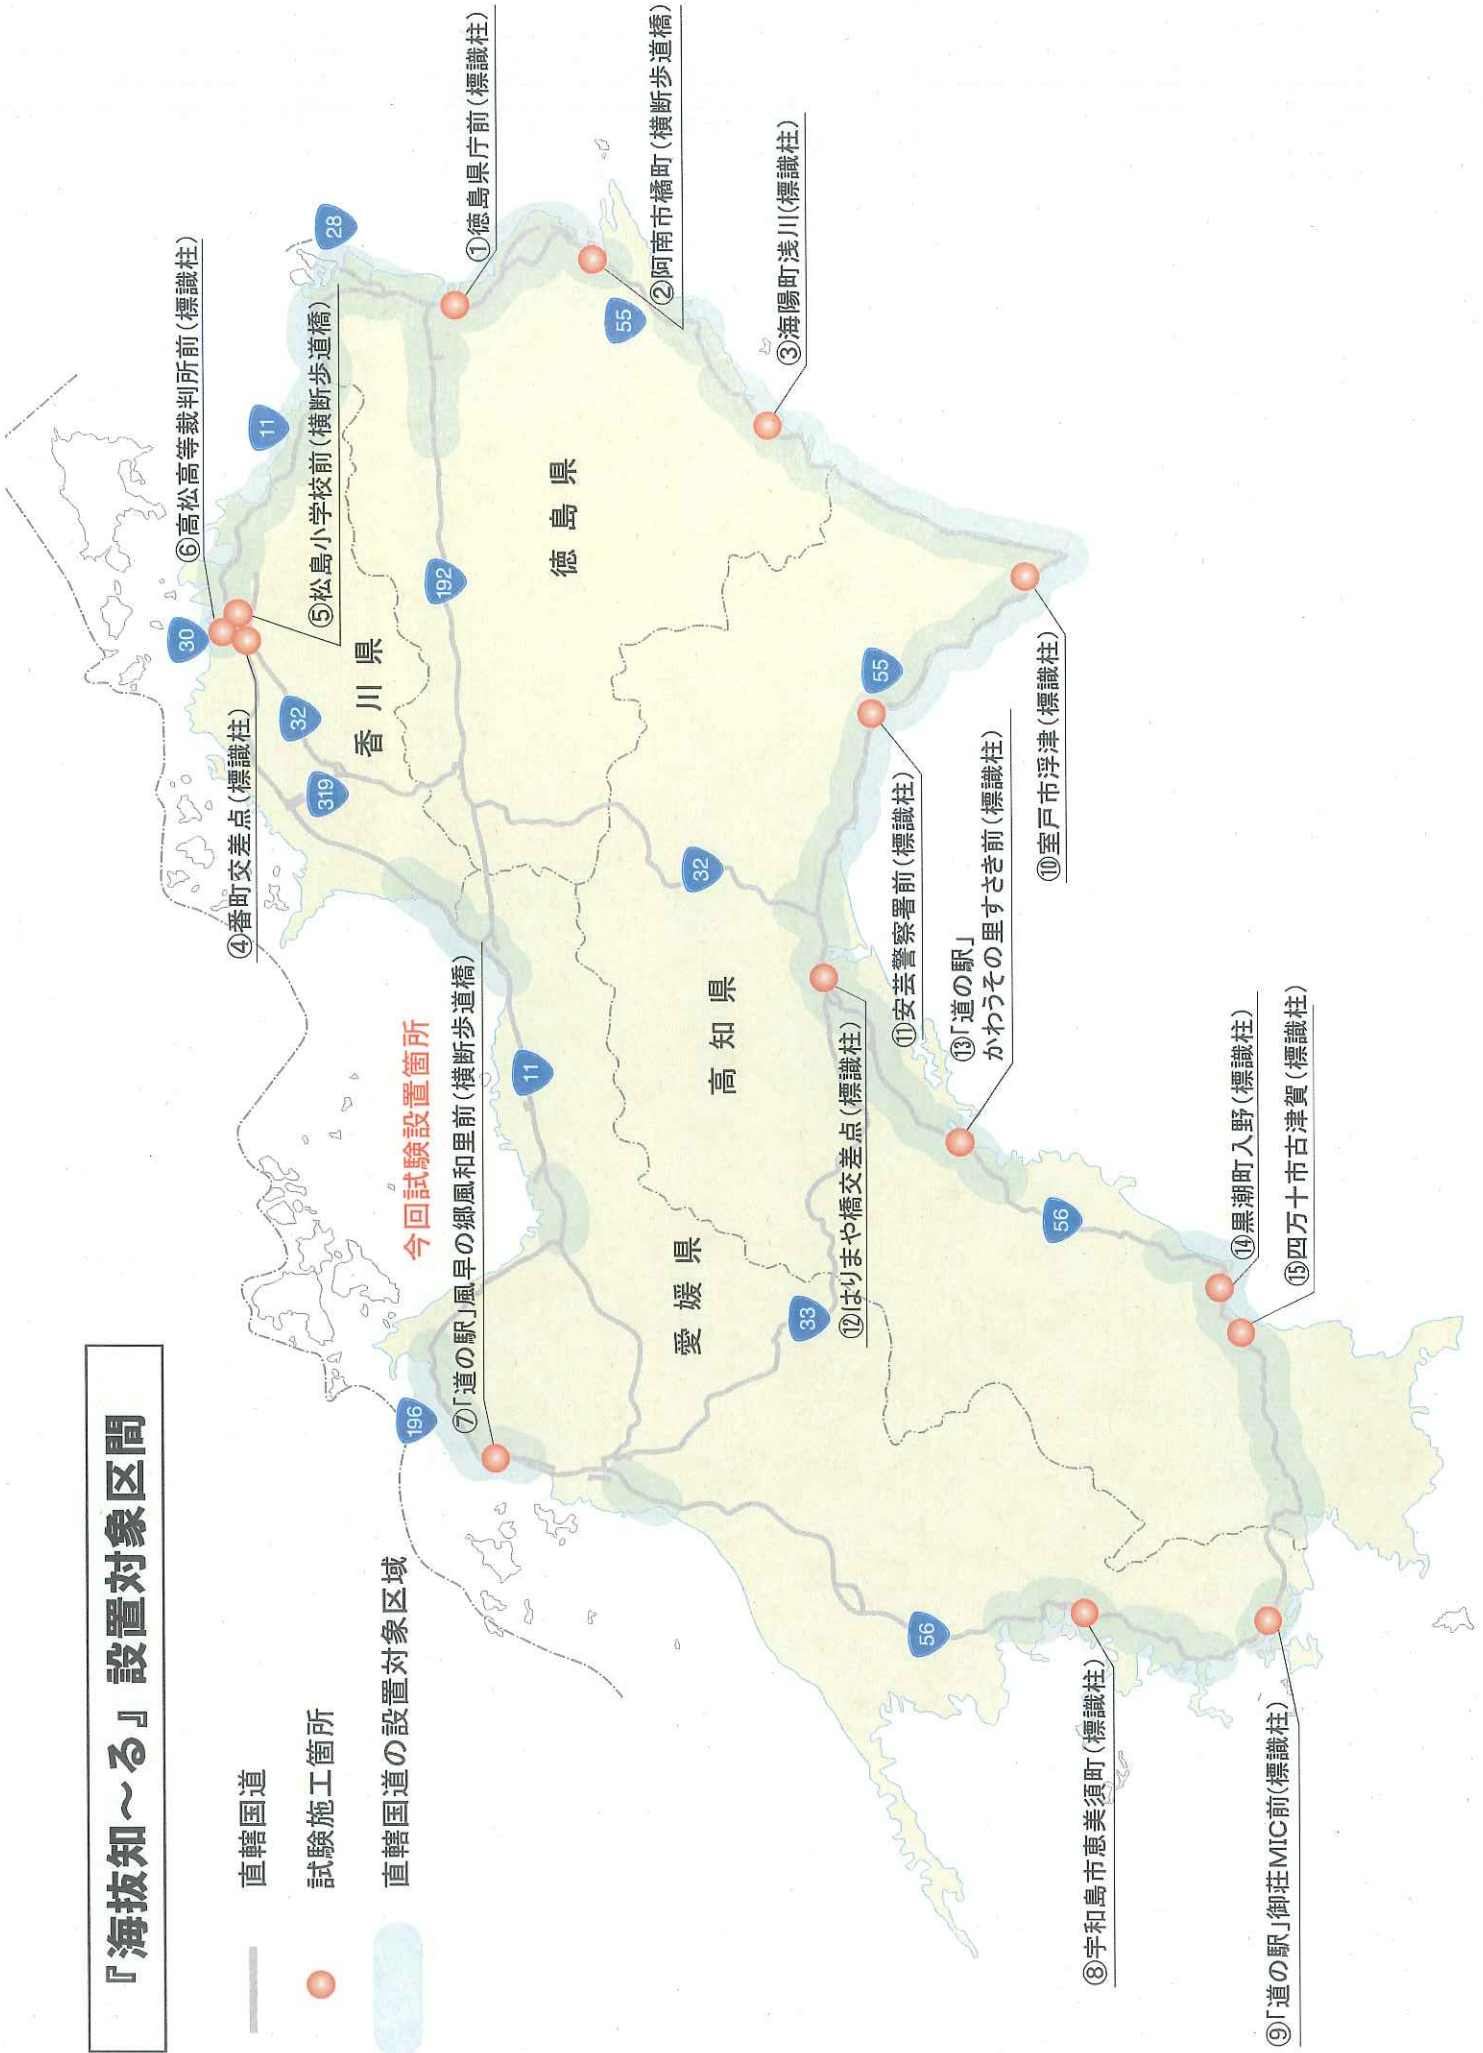 『海抜知～る』設置対象区間
直轄国道
試験施工箇所
直轄国道の設置対象区域
今回試験設置箇所
①徳島県庁前(標識柱)
②阿南市橘町(横断歩道橋)
③海陽町浅川(標識柱)
④番町交差点(標識柱)
⑤松島小学校前(横断歩道橋)
⑥高松高等裁判所前(標識柱)
⑦「道の駅」風早の郷風和里前(横断歩道橋)
⑧宇和島市恵美須町(標識柱)
⑨「道の駅」御荘MIC前(標識柱)
⑩室戸市浮津(標識柱)
⑪安芸警察署前(標識柱)
⑫はりまや橋交差点(標識柱)
⑬「道の駅」
かわうその里すさき前(標識柱)
⑭黒潮町入野(標識柱)
⑮四万十市古津賀(標識柱)
香川県
徳島県
愛媛県
高知県
196
11
319
32
30
11
28
192
55
55
32
33
56
56